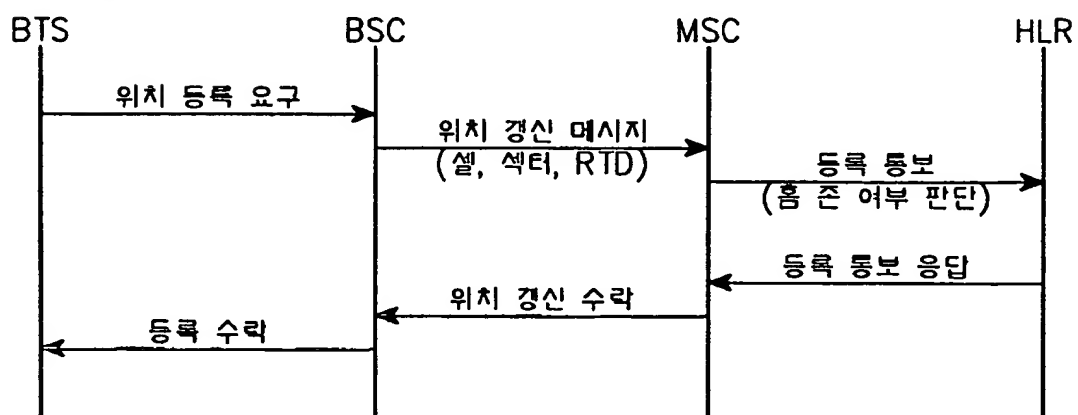 BTS BSC MSC HLR
위치 등록 요구
위치 갱신 메시지
(셀, 섹터, RTD)
등록 통보
(홈 존 여부 판단)
등록 통보 응답
위치 갱신 수락
등록 수락